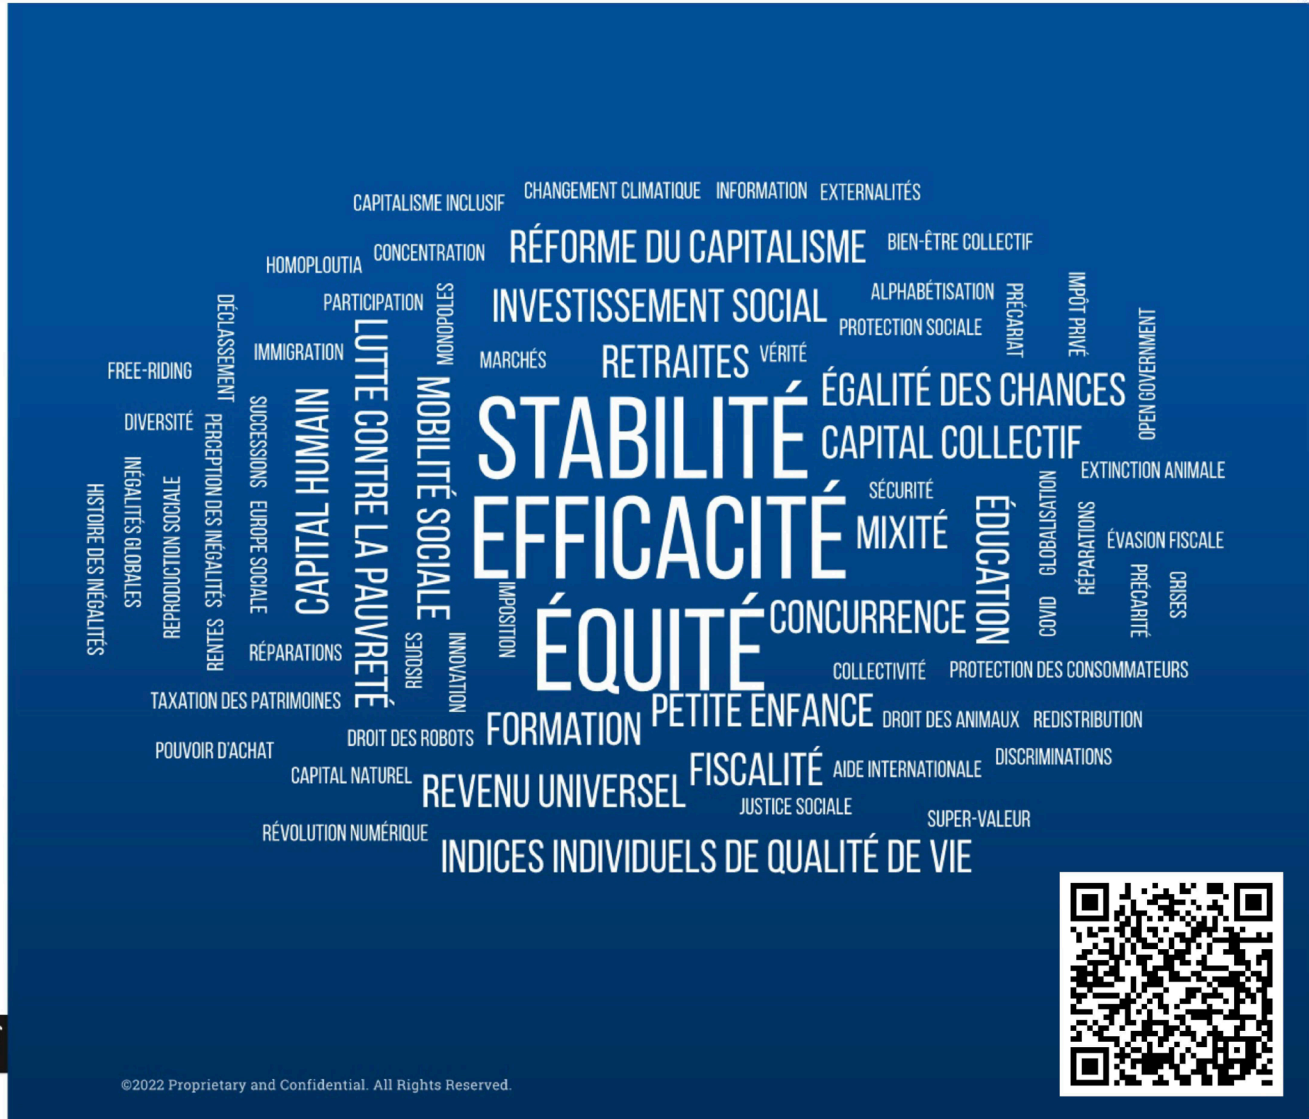 CAPITALISME INCLUSIF
CHANGEMENT CLIMATIQUE
INFORMATION
EXTERNALITÉS
HOMOPLOUTIA
CONCENTRATION
RÉFORME DU CAPITALISME
BIEN-ÊTRE COLLECTIF
PARTICIPATION
MONOPOLES
INVESTISSEMENT SOCIAL
ALPHABÉTISATION
PRÉCARIAT
IMPÔT PRIVÉ
PROTECTION SOCIALE
OPEN GOVERNMENT
DÉCLASSEMENT
IMMIGRATION
LUTTE CONTRE LA PAUVRETÉ
MARCHÉS
RETRAITES
VÉRITÉ
FREE-RIDING
ÉGALITÉ DES CHANCES
DIVERSITÉ
SUCCESSIONS
CAPITAL HUMAIN
MOBILITÉ SOCIALE
STABILITÉ
CAPITAL COLLECTIF
PERCEPTION DES INÉGALITÉS
INÉGALITÉS GLOBALES
REPRODUCTION SOCIALE
HISTOIRE DES INÉGALITÉS
EUROPE SOCIALE
EXTINCTION ANIMALE
SÉCURITÉ
EFFICACITÉ
MIXITÉ
ÉDUCATION
GLOBALISATION
RÉPARATIONS
ÉVASION FISCALE
PRÉCARITÉ
CRISES
COVID
IMPOSITION
ÉQUITÉ
CONCURRENCE
RENTES
RÉPARATIONS
RISQUES
INNOVATION
COLLECTIVITÉ
PROTECTION DES CONSOMMATEURS
TAXATION DES PATRIMOINES
FORMATION
PETITE ENFANCE
DROIT DES ANIMAUX
REDISTRIBUTION
POUVOIR D'ACHAT
DROIT DES ROBOTS
CAPITAL NATUREL
REVENU UNIVERSEL
FISCALITÉ
AIDE INTERNATIONALE
DISCRIMINATIONS
JUSTICE SOCIALE
SUPER-VALEUR
RÉVOLUTION NUMÉRIQUE
INDICES INDIVIDUELS DE QUALITÉ DE VIE
©2022 Proprietary and Confidential. All Rights Reserved.